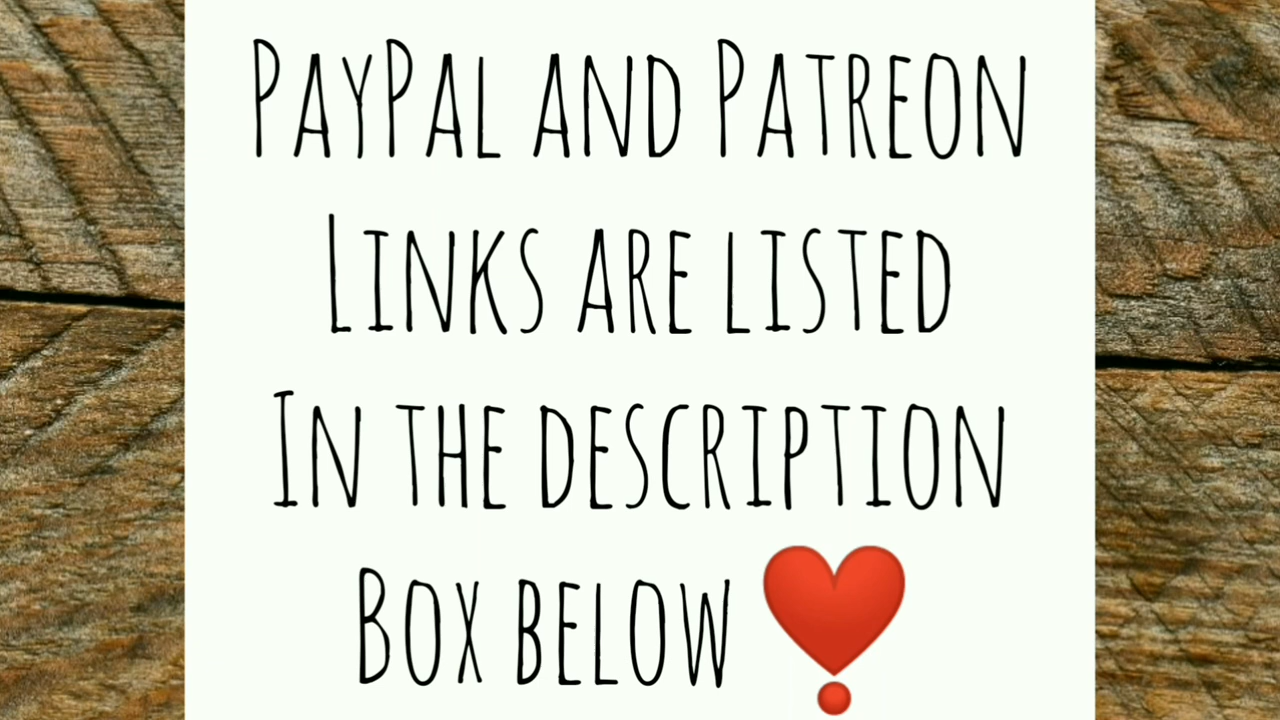 PayPal and Patreon
Links are listed
In the description
Box below ❣